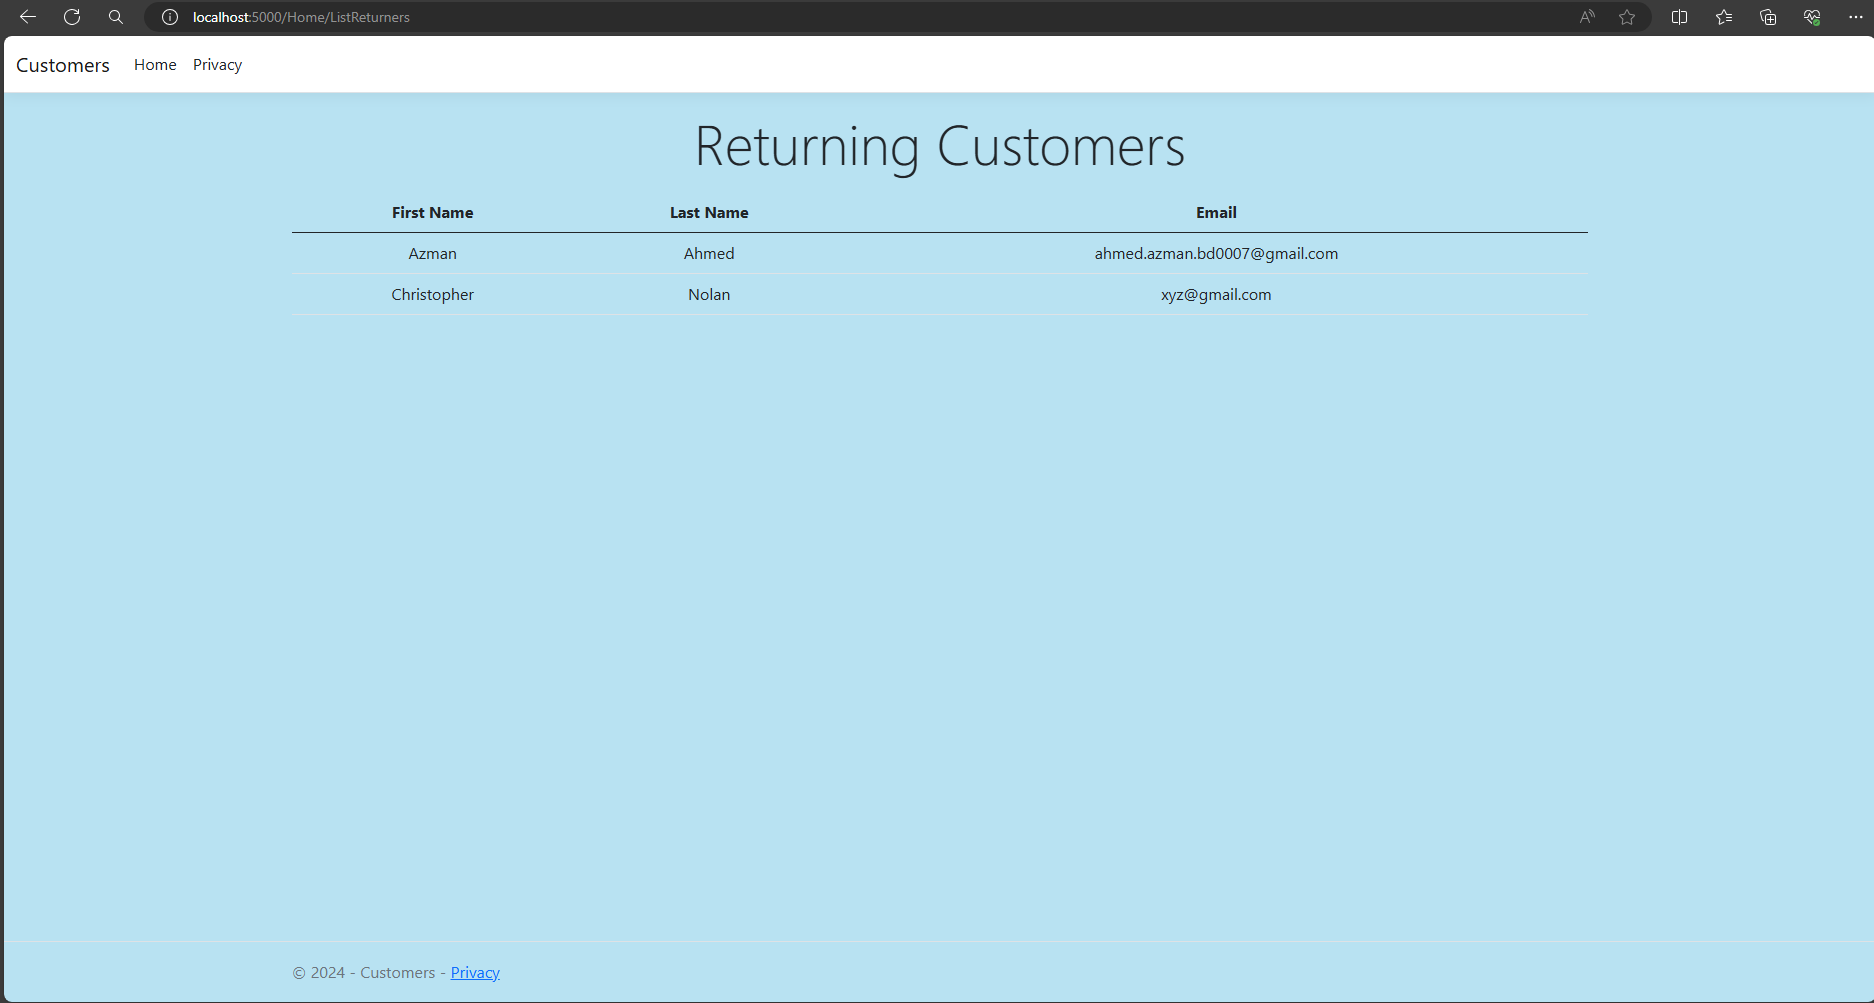 localhost:5000/Home/ListReturners
Customers Home Privacy
Returning Customers
First Name Last Name Email
Azman Ahmed ahmed.azman.bd0007@gmail.com
Christopher Nolan xyz@gmail.com
© 2024 - Customers - Privacy